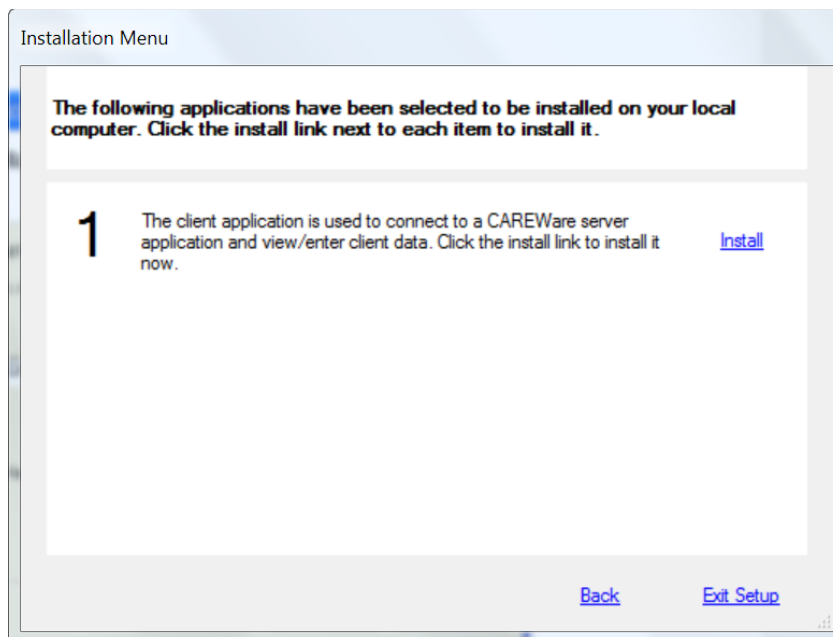 Installation Menu
The following applications have been selected to be installed on your local
computer. Click the install link next to each item to install it.
1
The client application is used to connect to a CAREWare server
application and view/enter client data. Click the install link to install it
now.
Install
Back
Exit Setup